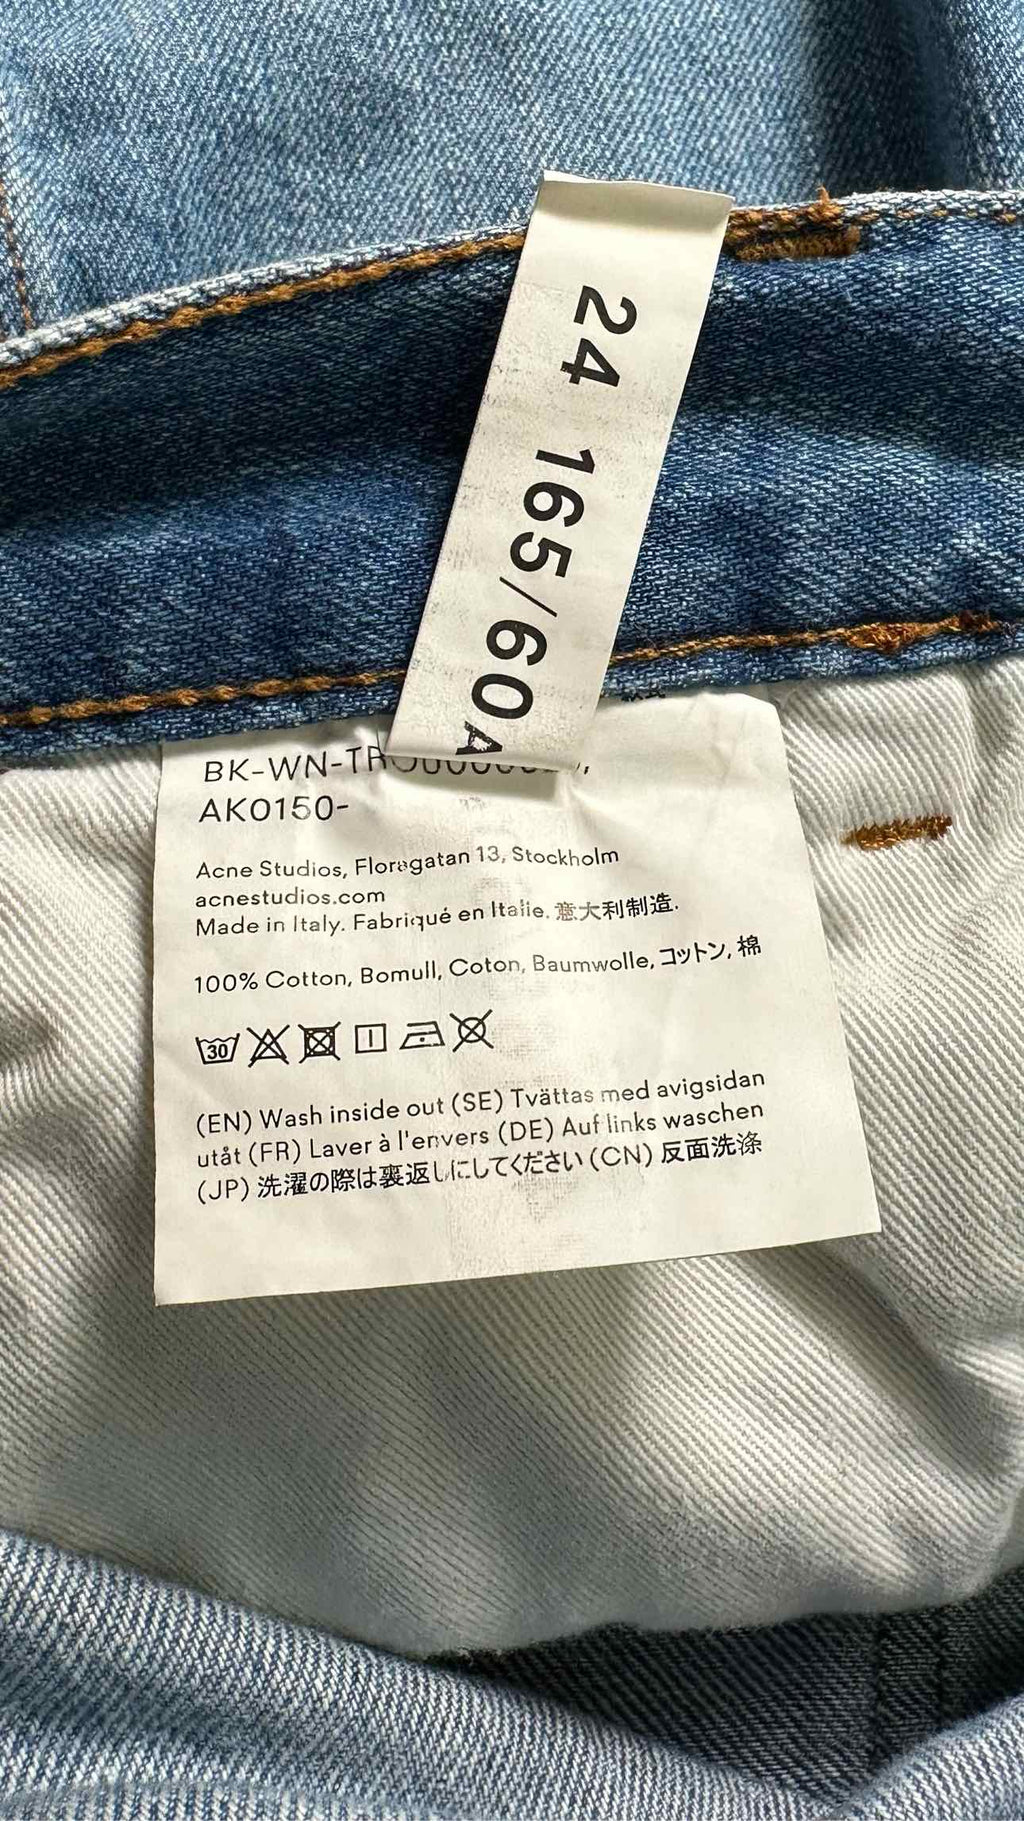 24 165/60A
BK-WN-TR
AK0150-
Acne Studios, Floragatan 13, Stockholm
acnestudios.com
Made in Italy. Fabriqué en Italie. 意大利制造.
100% Cotton, Bomull, Coton, Baumwolle, コットン, 棉
30
(EN) Wash inside out (SE) Tvättas med avigsidan
utåt (FR) Laver à l'envers (DE) Auf links waschen
(JP) 洗濯の際は裏返しにしてください (CN) 反面洗涤